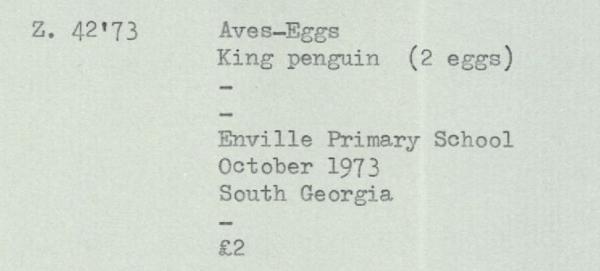 Z. 42'73 Aves-Eggs
King penguin (2 eggs)
-
-
Enville Primary School
October 1973
South Georgia
-
£2